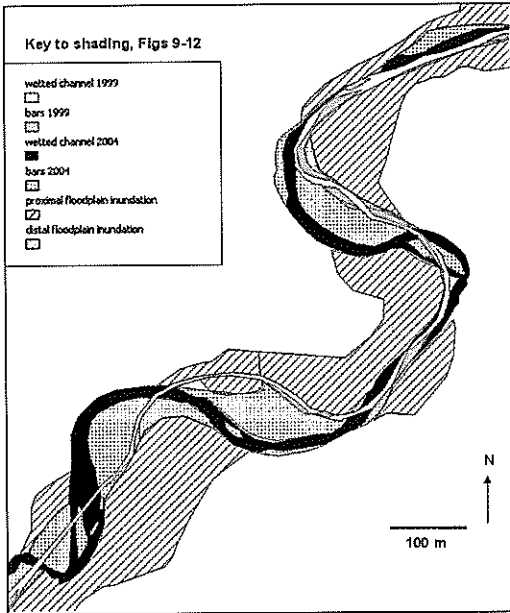 Key to shading, Figs 9-12
wetted channel 1999
bars 1999
wetted channel 2004
bars 2004
proximal floodplain inundation
distal floodplain inundation
N
100 m